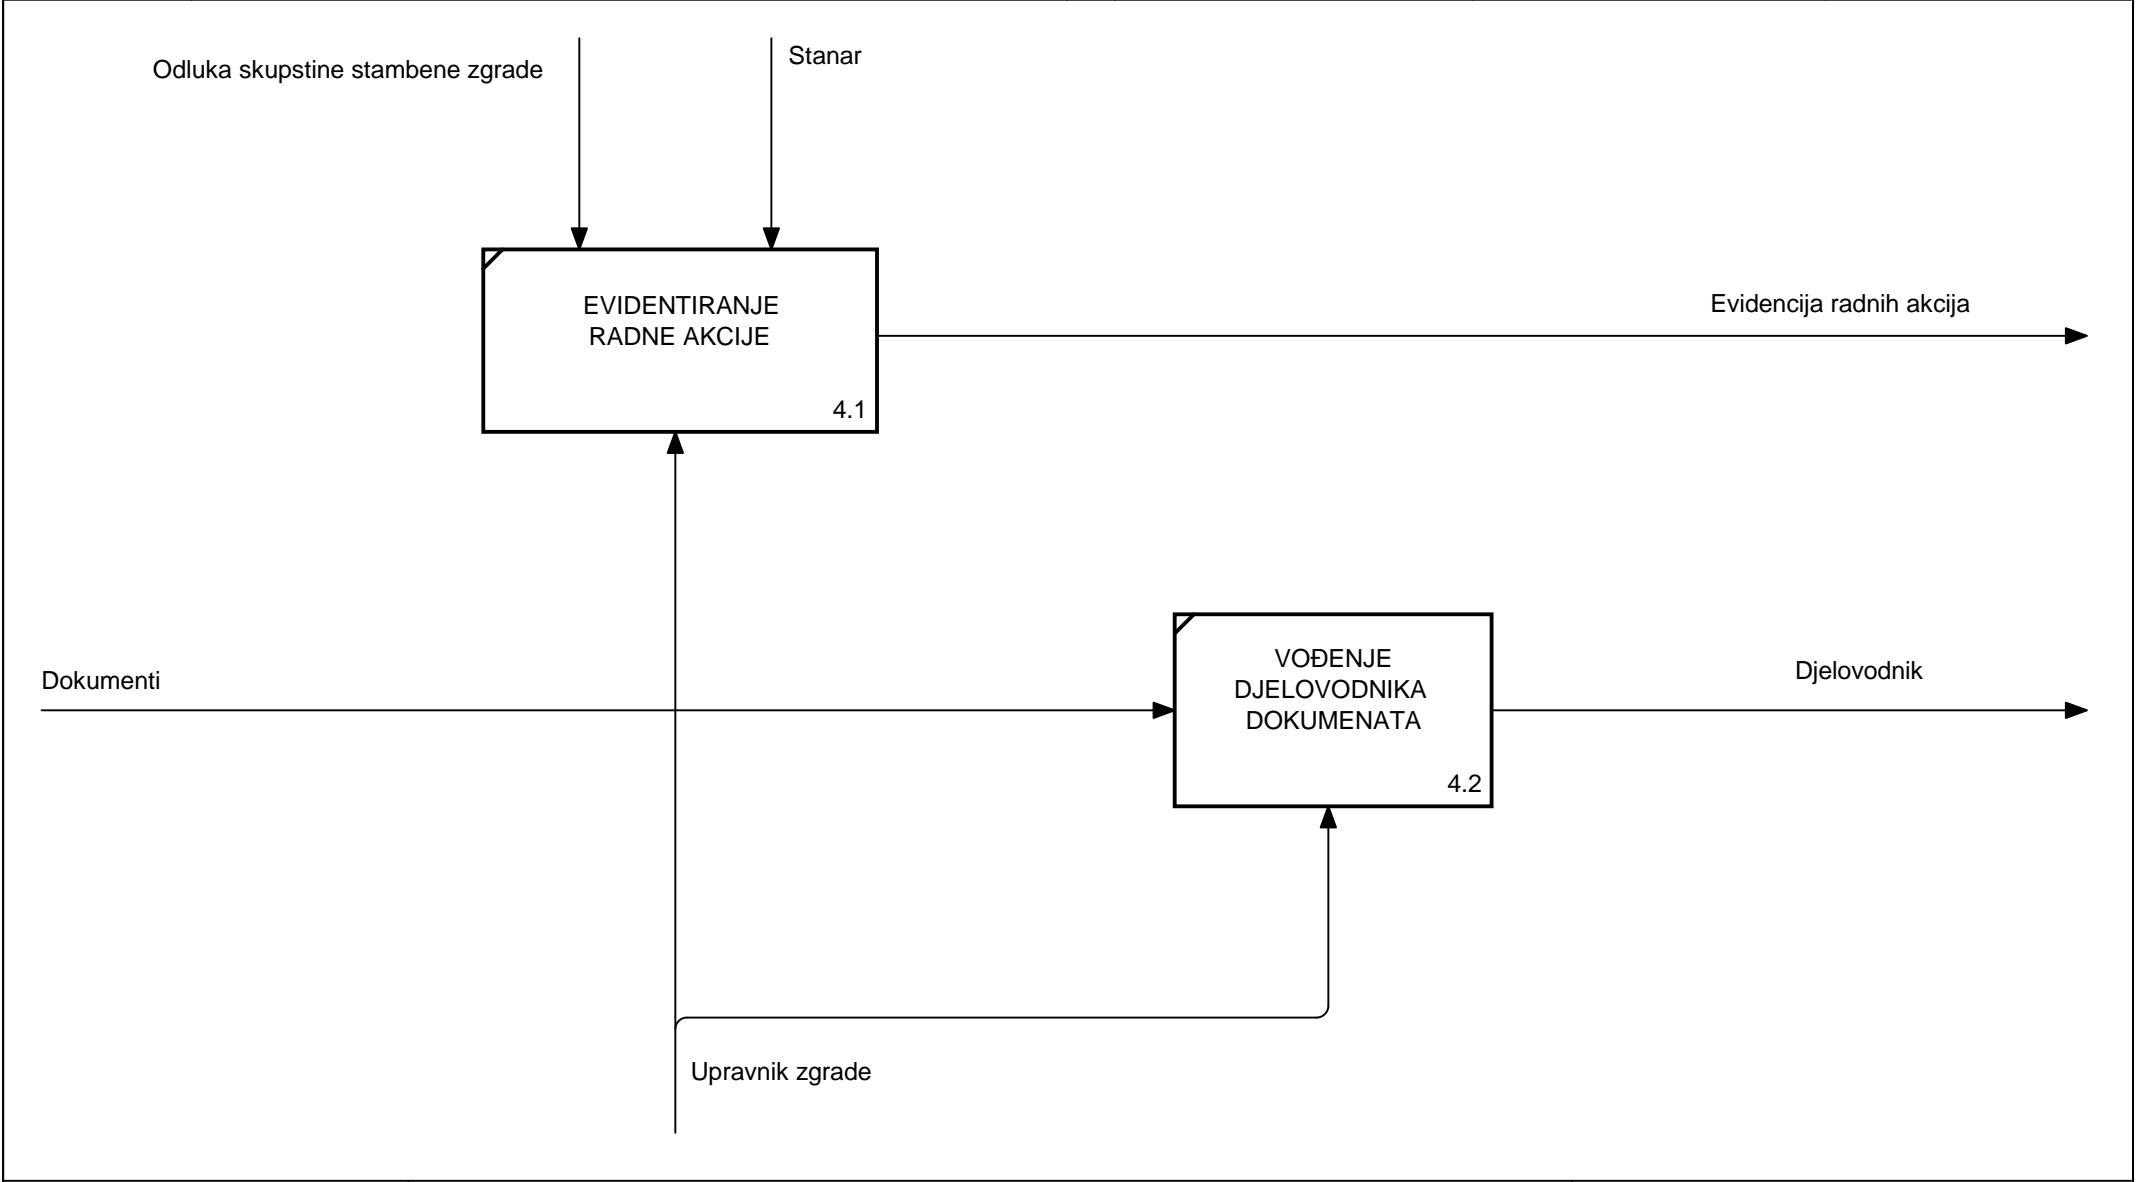 Odluka skupstine stambene zgrade
Stanar
EVIDENTIRANJE
RADNE AKCIJE
4.1
Evidencija radnih akcija
Dokumenti
VOĐENJE
DJELOVODNIKA
DOKUMENATA
4.2
Djelovodnik
Upravnik zgrade